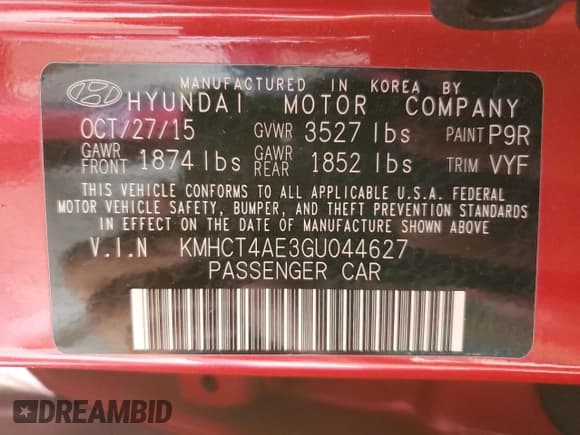 MANUFACTURED IN KOREA BY
HYUNDAI MOTOR COMPANY
OCT/27/15 GVWR 3527 lbs PAINT P9R
GAWR FRONT 1874 lbs GAWR REAR 1852 lbs TRIM VYF
THIS VEHICLE CONFORMS TO ALL APPLICABLE U.S.A. FEDERAL
MOTOR VEHICLE SAFETY, BUMPER, AND THEFT PREVENTION STANDARDS
IN EFFECT ON THE DATE OF MANUFACTURE SHOWN ABOVE
V.I.N KMHCT4AE3GU044627
PASSENGER CAR
DREAMBID